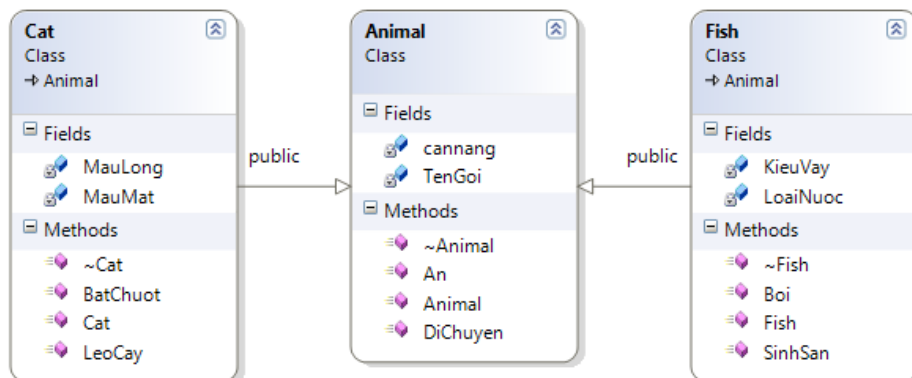 Cat
Class
Animal
Fields
MauLong
MauMat
Methods
~Cat
BatChuot
Cat
LeoCay
public
Animal
Class
Fields
cannang
TenGoi
Methods
~Animal
An
Animal
DiChuyen
public
Fish
Class
Animal
Fields
KieuVay
LoaiNuoc
Methods
~Fish
Boi
Fish
SinhSan